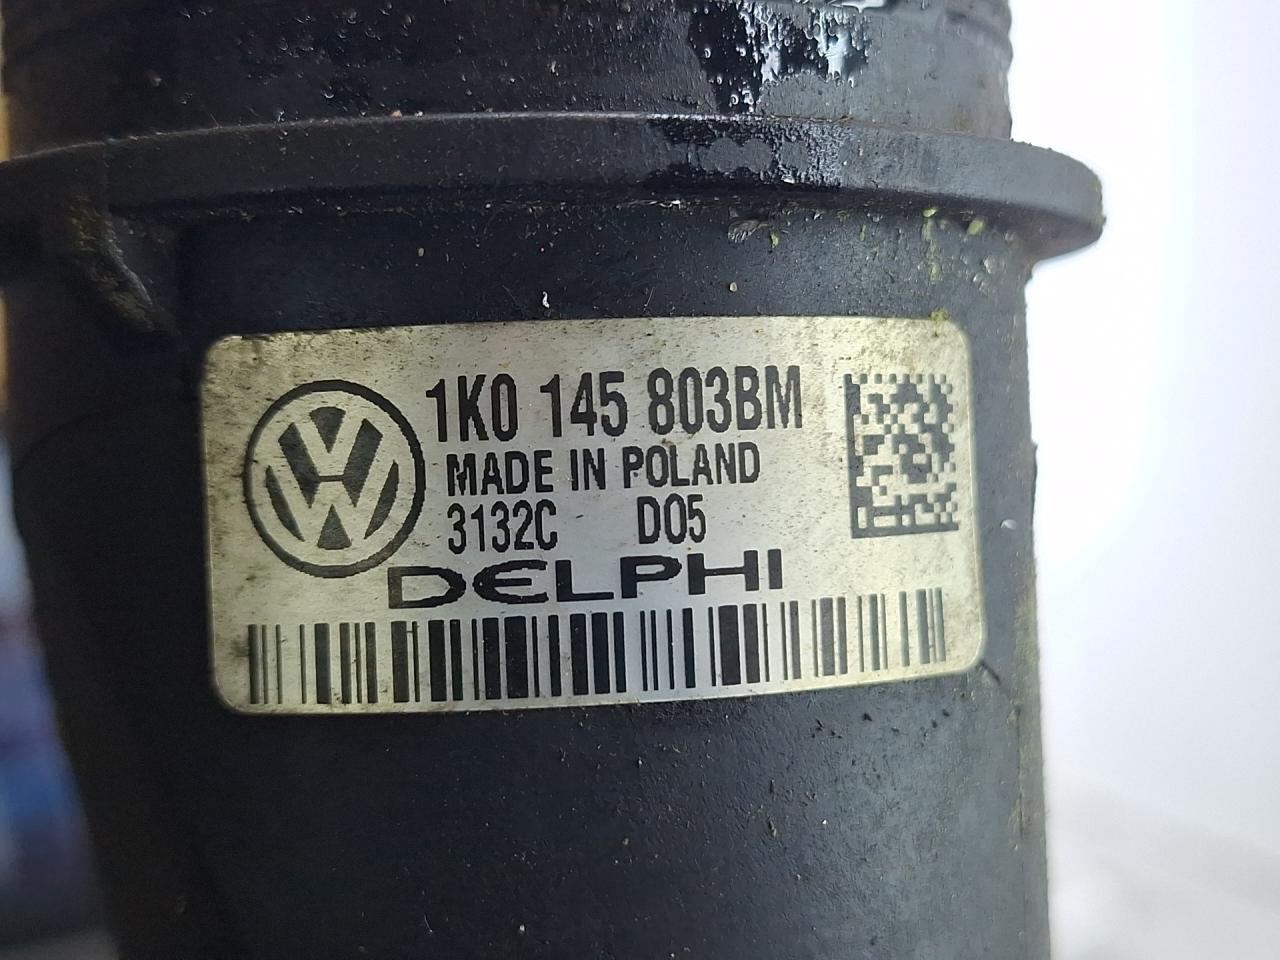 1K0 145 803BM
MADE IN POLAND
3132C D05
DELPHI